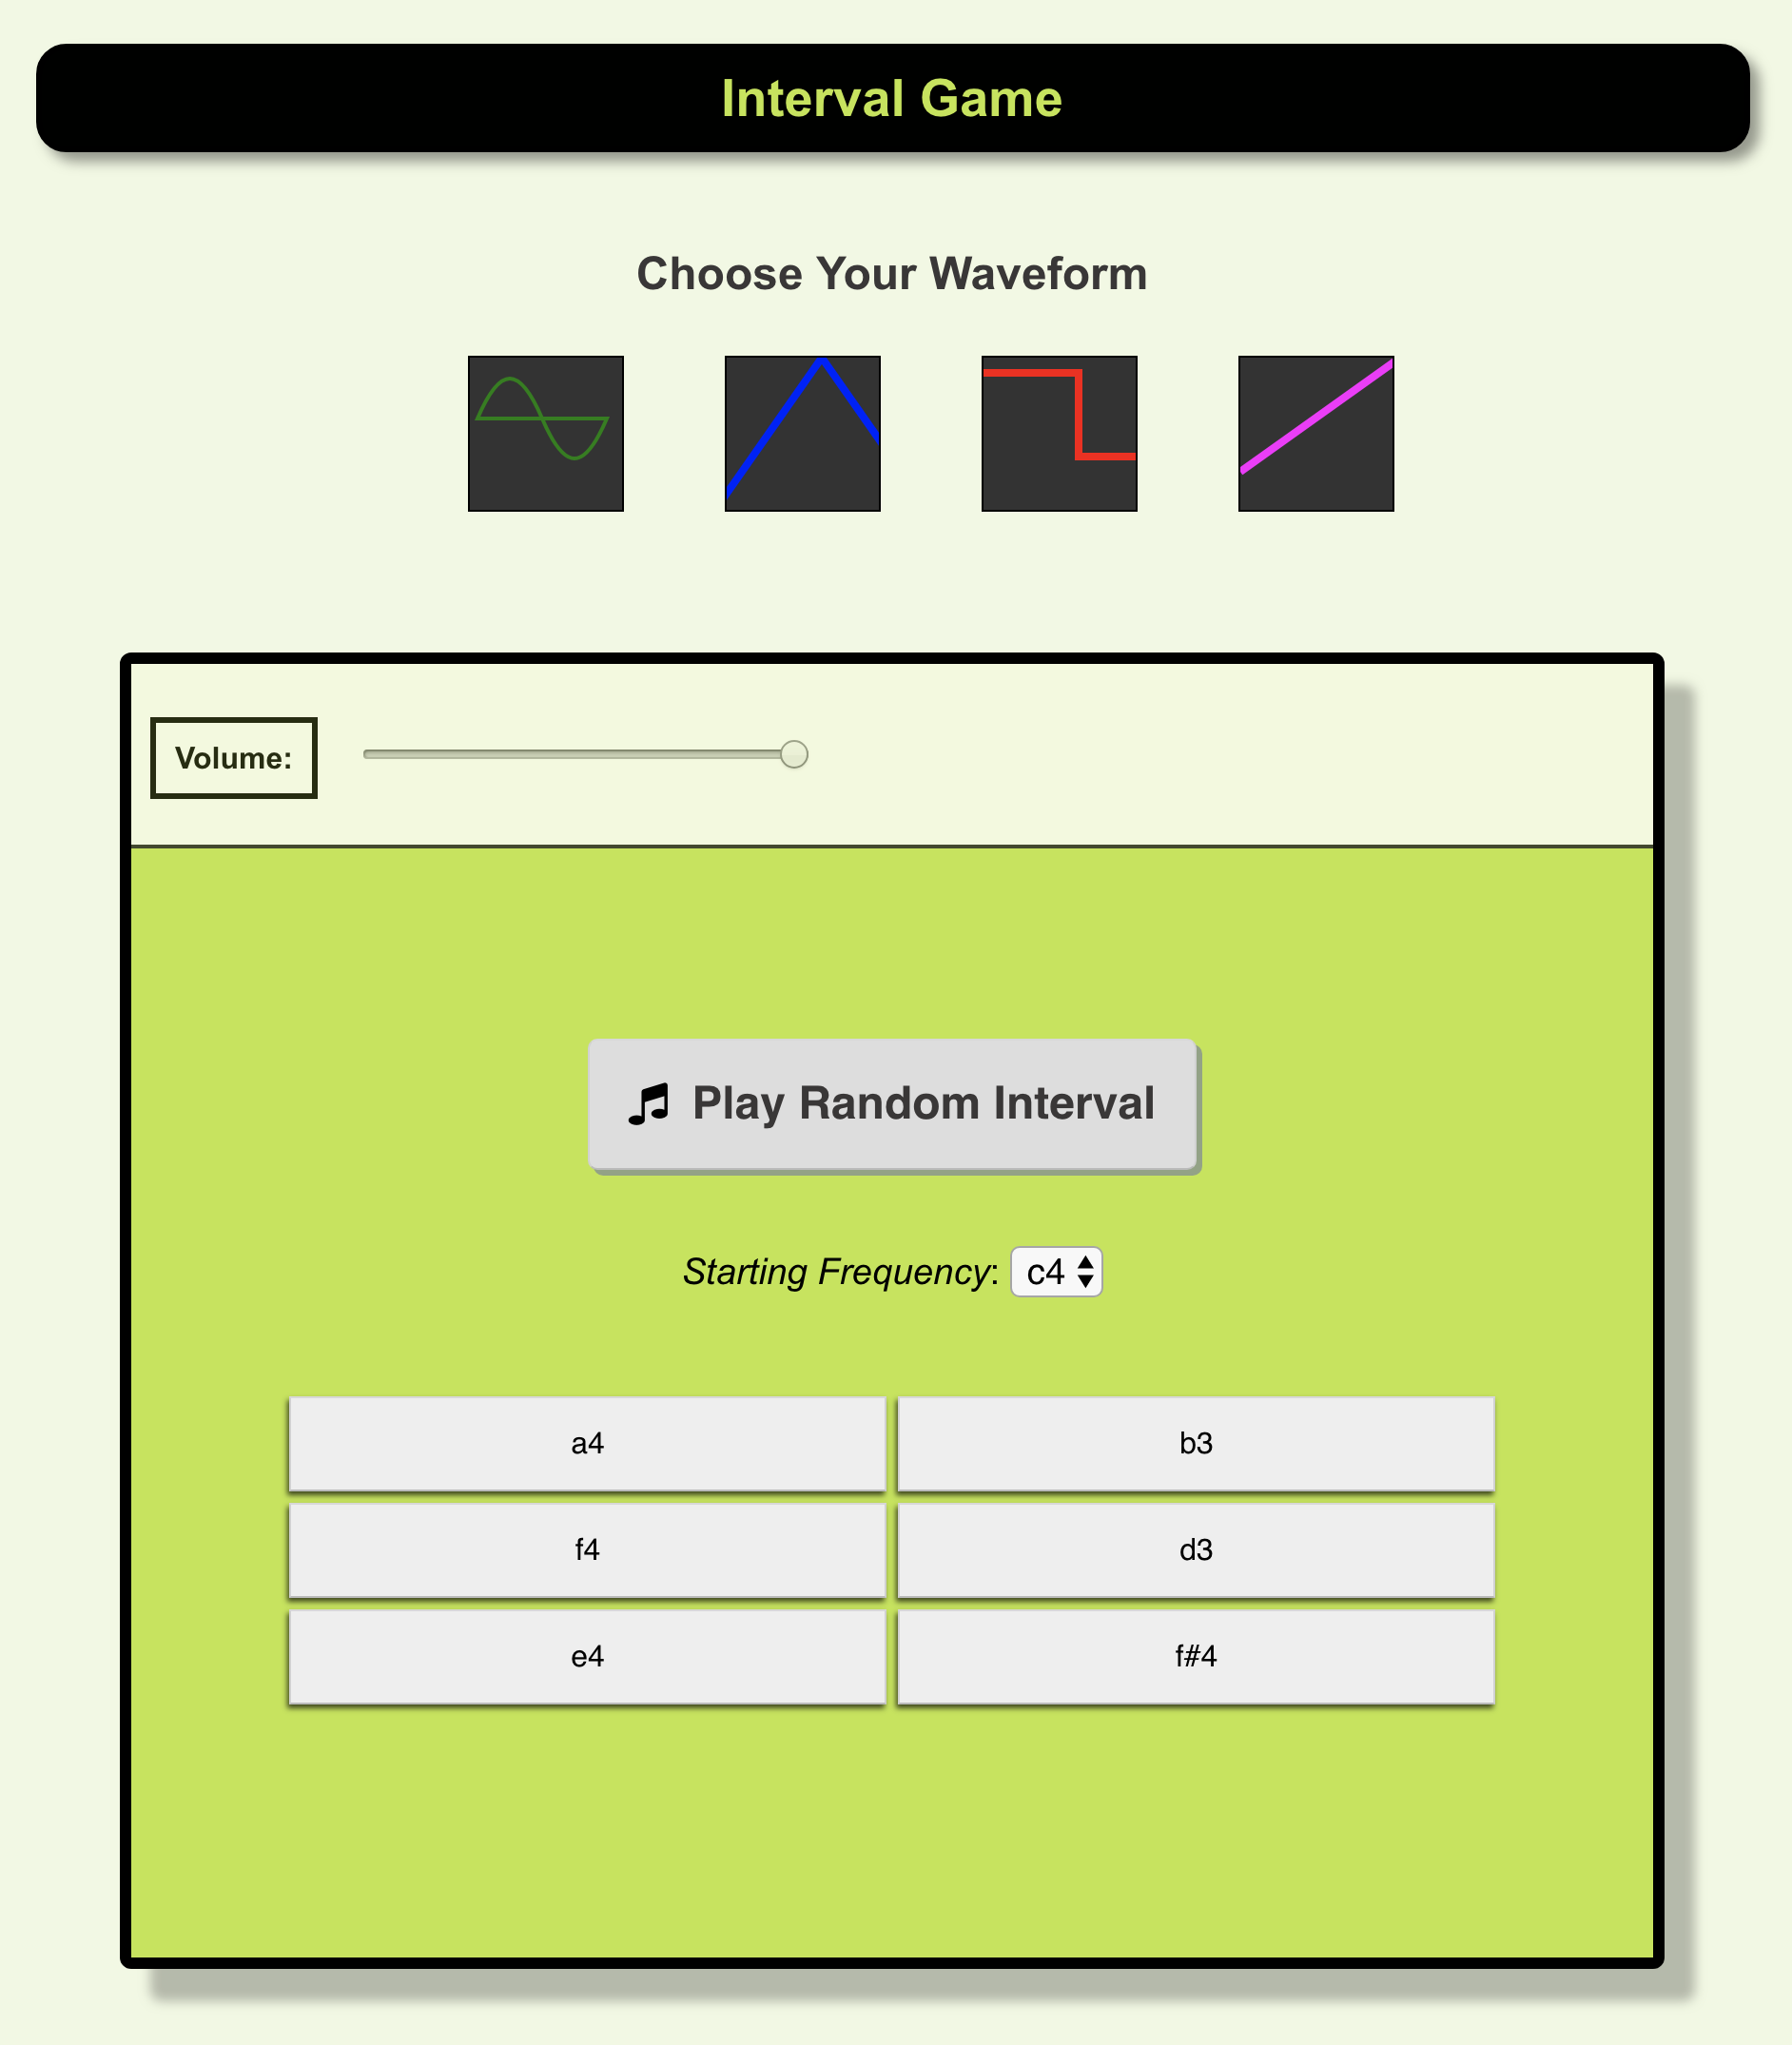 Interval Game
Choose Your Waveform
Volume:
Play Random Interval
Starting Frequency: c4
a4 b3
f4 d3
e4 f#4